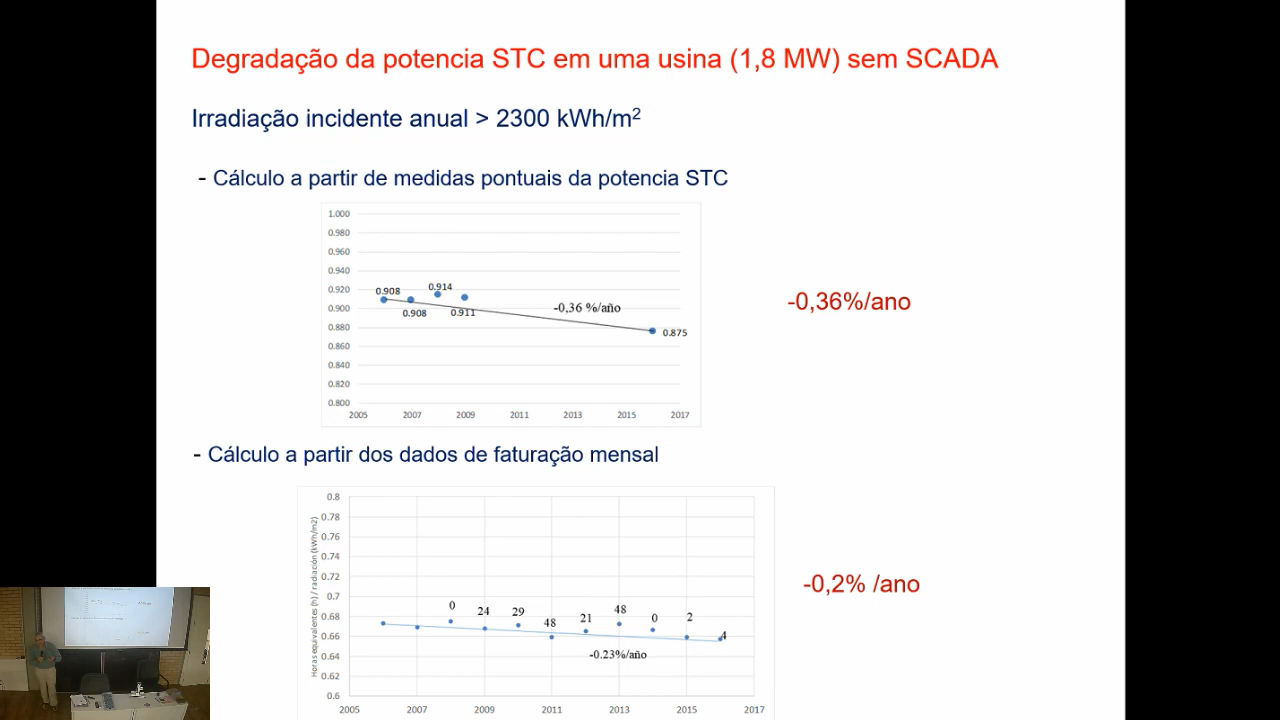 Degradação da potencia STC em uma usina (1,8 MW) sem SCADA
Irradiação incidente anual > 2300 kWh/m²
- Cálculo a partir de medidas pontuais da potencia STC
1.000
0.980
0.960
0.940
0.920
0.900
0.880
0.860
0.840
0.820
0.800
0.908
0.908
0.914
0.911
-0,36 %/año
0.875
2005 2007 2009 2011 2013 2015 2017
-0,36%/ano
- Cálculo a partir dos dados de faturação mensal
Horas equivalentes (h) / radiación (kWh/m2)
0.8
0.78
0.76
0.74
0.72
0.7
0.68
0.66
0.64
0.62
0.6
0 24 29 48 21 48 0 2 4
-0.23%/año
2005 2007 2009 2011 2013 2015 2017
-0,2% /ano